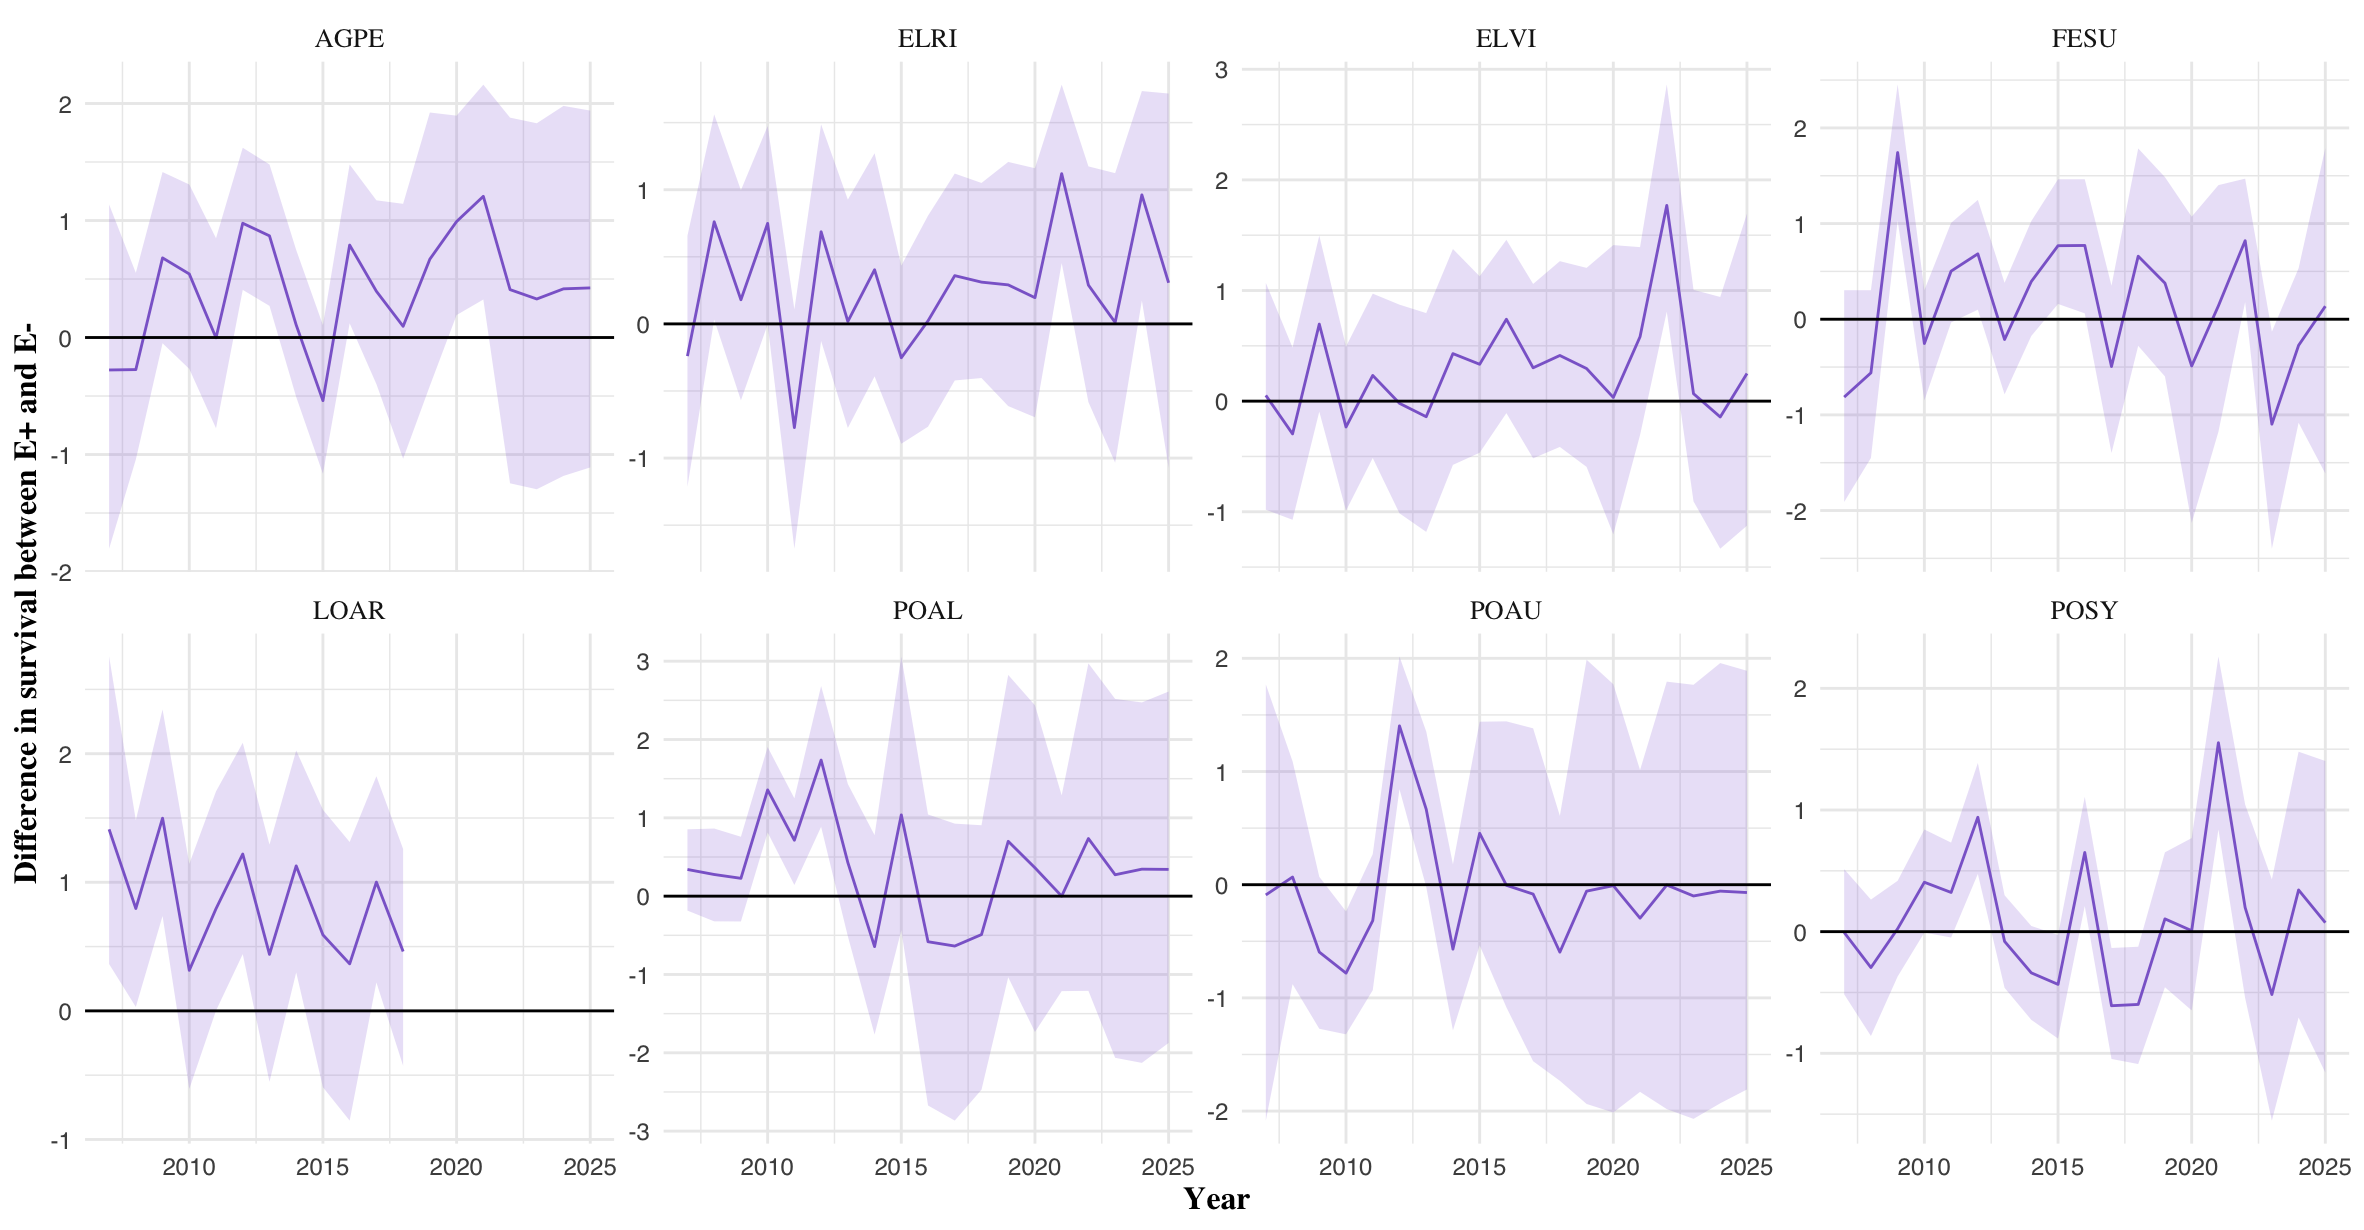 AGPE ELRI ELVI FESU
2 1 0 -1 -2
1 0 -1
3 2 1 0 -1
2 1 0 -1 -2
Difference in survival between E+ and E-
LOAR POAL POAU POSY
2 1 0 -1
3 2 1 0 -1 -2 -3
2 1 0 -1 -2
2 1 0 -1
2010 2015 2020 2025 2010 2015 2020 2025 2010 2015 2020 2025 2010 2015 2020 2025
Year